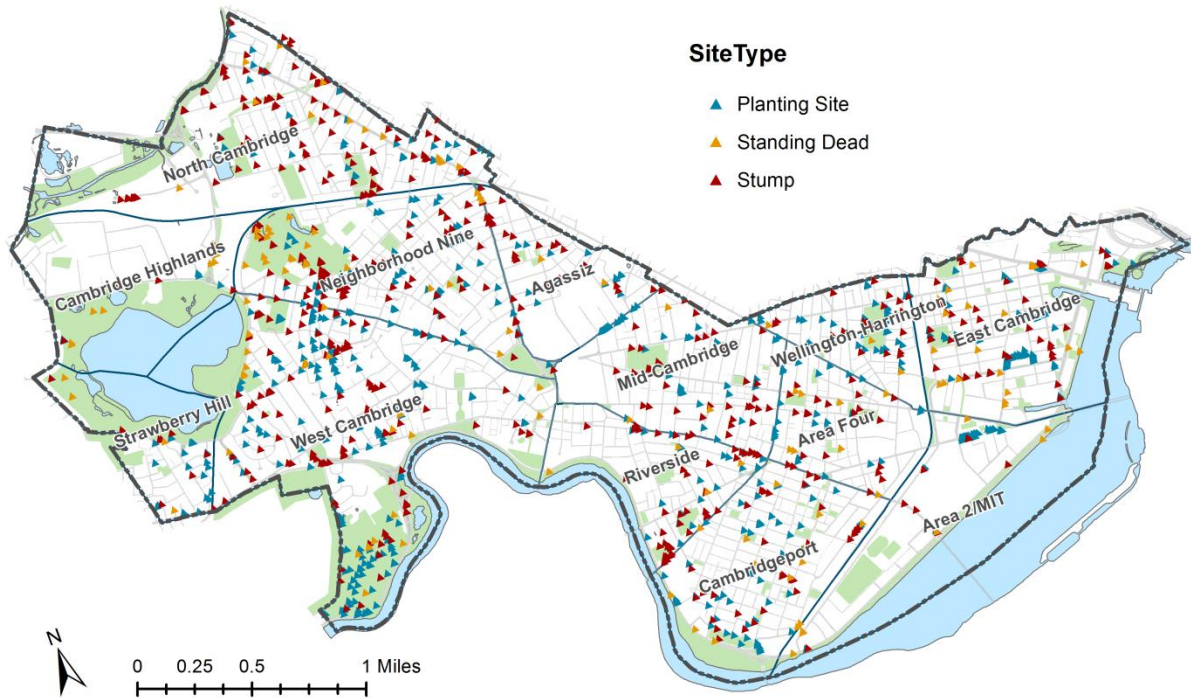 SiteType
Planting Site
Standing Dead
Stump
North Cambridge
Cambridge Highlands
Neighborhood Nine
Agassiz
Strawberry Hill
West Cambridge
Mid-Cambridge
Wellington-Harrington
East Cambridge
Area Four
Riverside
Area 2/MIT
Cambridgeport
N
0 0.25 0.5 1 Miles